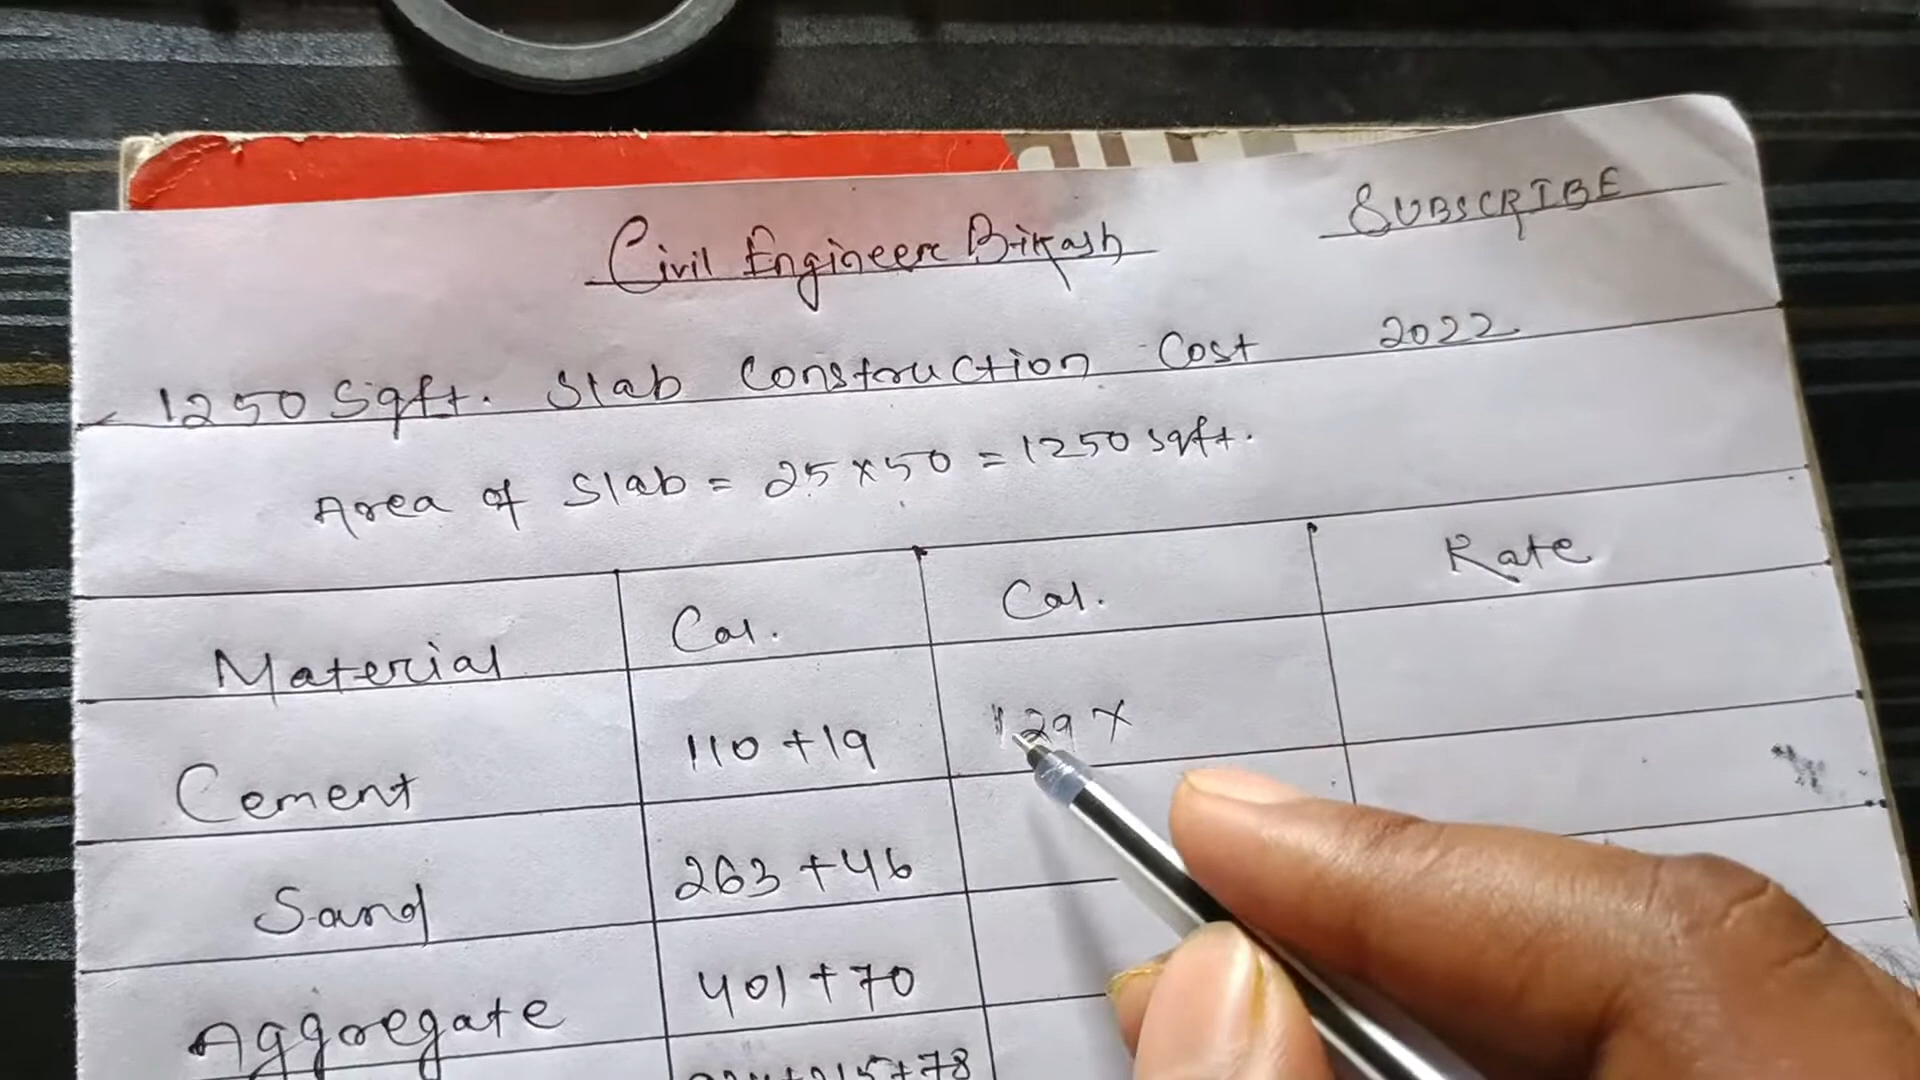 Civil Engineer Bikash
SUBSCRIBE
1250 Sqft. Slab Construction Cost 2022
Area of Slab = 25 x 50 = 1250 sqft.
Material Cal. Cal. Rate
Cement 110 + 19 129 x
Sand 263 + 46
Aggregate 401 + 70
+ 78